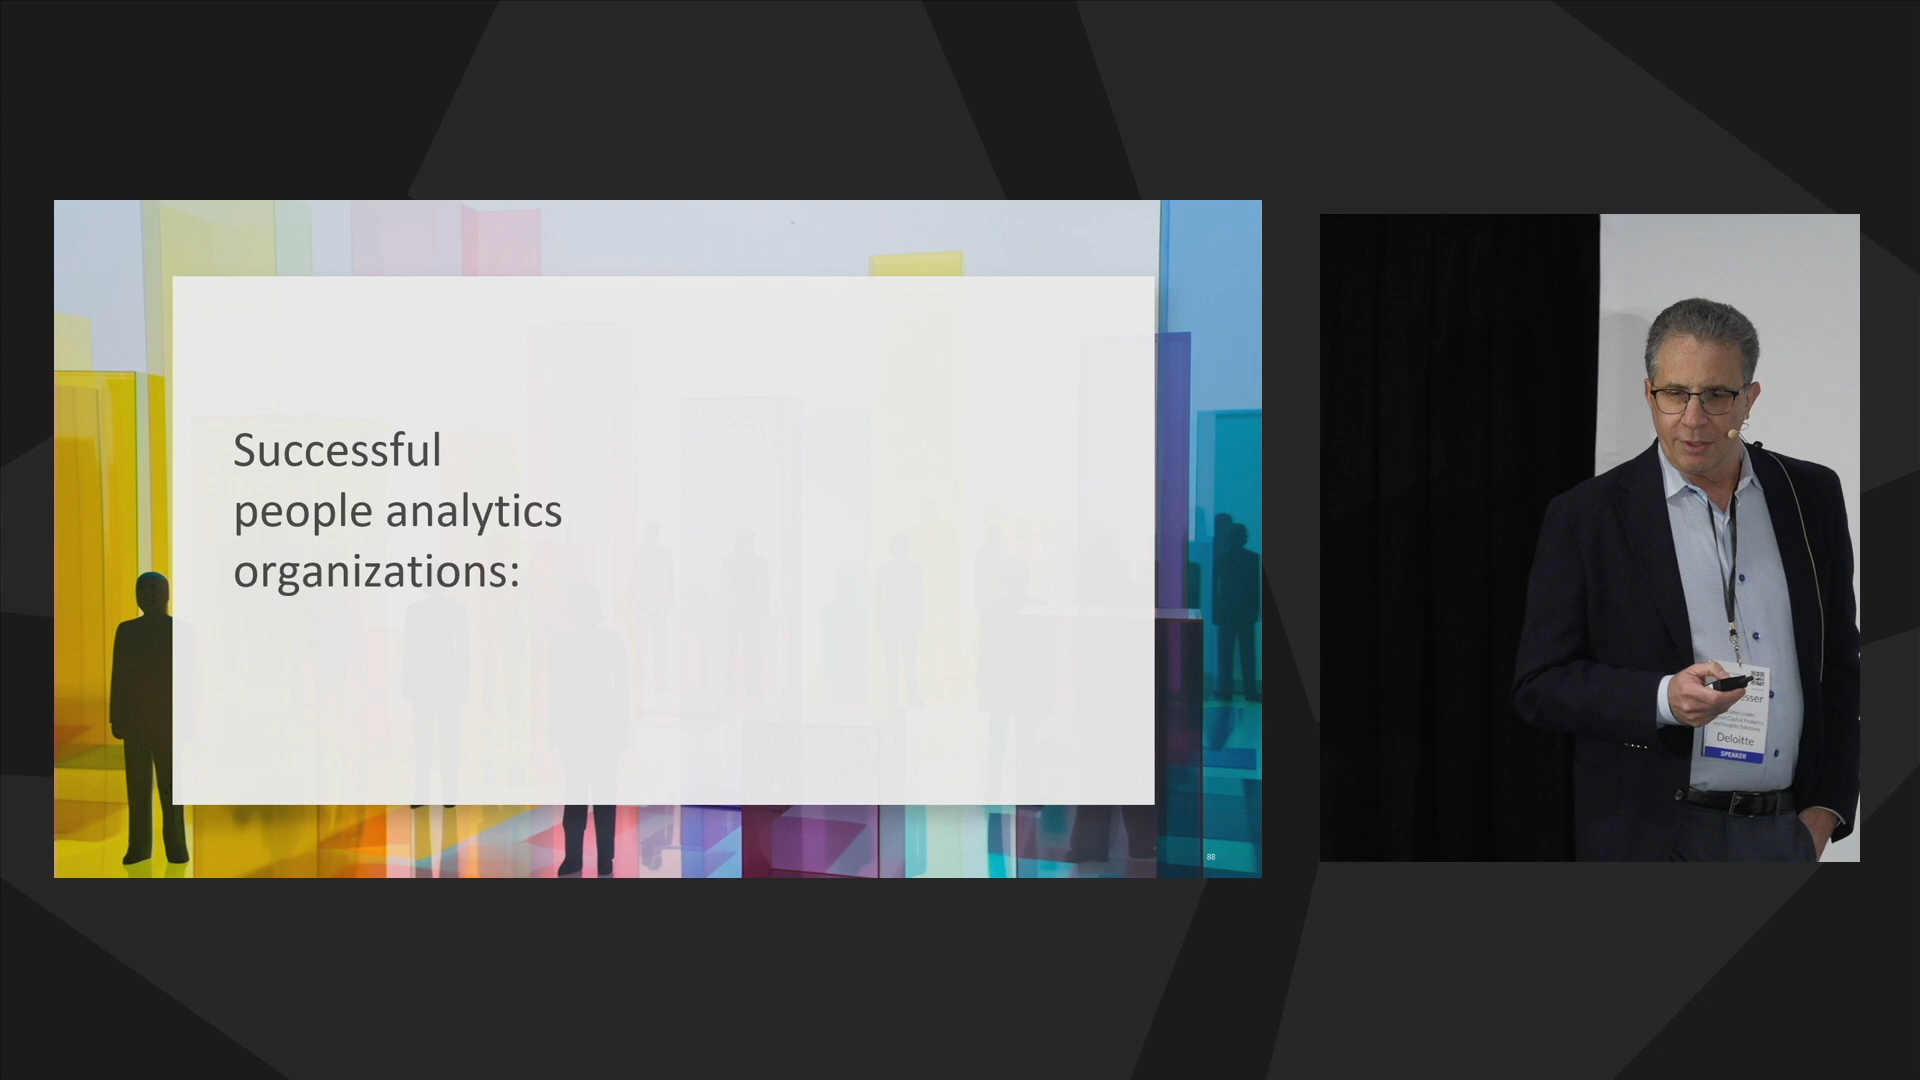 Successful
people analytics
organizations:
88
Deloitte
SPEAKER